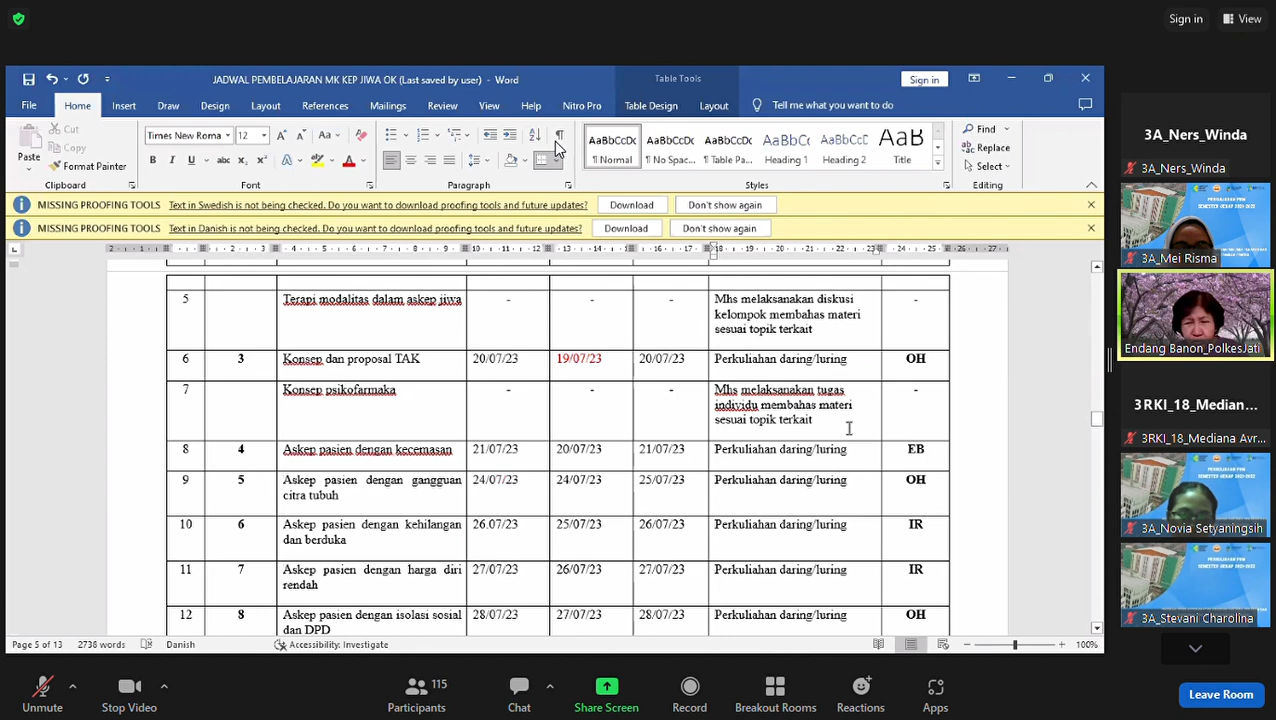 Sign in
View
JADWAL PEMBELAJARAN MK KEP JIWA OK (Last saved by user) - Word
Table Tools
Sign in
File Home Insert Draw Design Layout References Mailings Review View Help Nitro Pro Table Design Layout Tell me what you want to do
Paste
Cut
Copy
Format Painter
Clipboard
Times New Roma
12
Font
Paragraph
AaBbCcDc AaBbCcDc AaBbCcDc AaBbCc AaBbCcD AaB
¶ Normal ¶ No Spac... ¶ Table Pa... Heading 1 Heading 2 Title
Styles
Find
Replace
Select
Editing
MISSING PROOFING TOOLS Text in Swedish is not being checked. Do you want to download proofing tools and future updates? Download Don't show again
MISSING PROOFING TOOLS Text in Danish is not being checked. Do you want to download proofing tools and future updates? Download Don't show again
5 Terapi modalitas dalam askep jiwa - - - Mhs melaksanakan diskusi -
kelompok membahas materi
sesuai topik terkait
6 3 Konsep dan proposal TAK 20/07/23 19/07/23 20/07/23 Perkuliahan daring/luring OH
7 Konsep psikofarmaka - - - Mhs melaksanakan tugas -
individu membahas materi
sesuai topik terkait
8 4 Askep pasien dengan kecemasan 21/07/23 20/07/23 21/07/23 Perkuliahan daring/luring EB
9 5 Askep pasien dengan gangguan 24/07/23 24/07/23 25/07/23 Perkuliahan daring/luring OH
citra tubuh
10 6 Askep pasien dengan kehilangan 26.07/23 25/07/23 26/07/23 Perkuliahan daring/luring IR
dan berduka
11 7 Askep pasien dengan harga diri 27/07/23 26/07/23 27/07/23 Perkuliahan daring/luring IR
rendah
12 8 Askep pasien dengan isolasi sosial 28/07/23 27/07/23 28/07/23 Perkuliahan daring/luring OH
dan DPD
Page 5 of 13 2738 words Danish Accessibility: Investigate 100%
3A_Ners_Winda
3A_Ners_Winda
3A_Mei Risma
Endang Banon_PolkesJati
3RKI_18_Median...
3RKI_18_Mediana Avr...
3A_Novia Setyaningsih
3A_Stevani Charolina
Unmute
Stop Video
115
Participants
Chat
Share Screen
Record
Breakout Rooms
Reactions
Apps
Leave Room